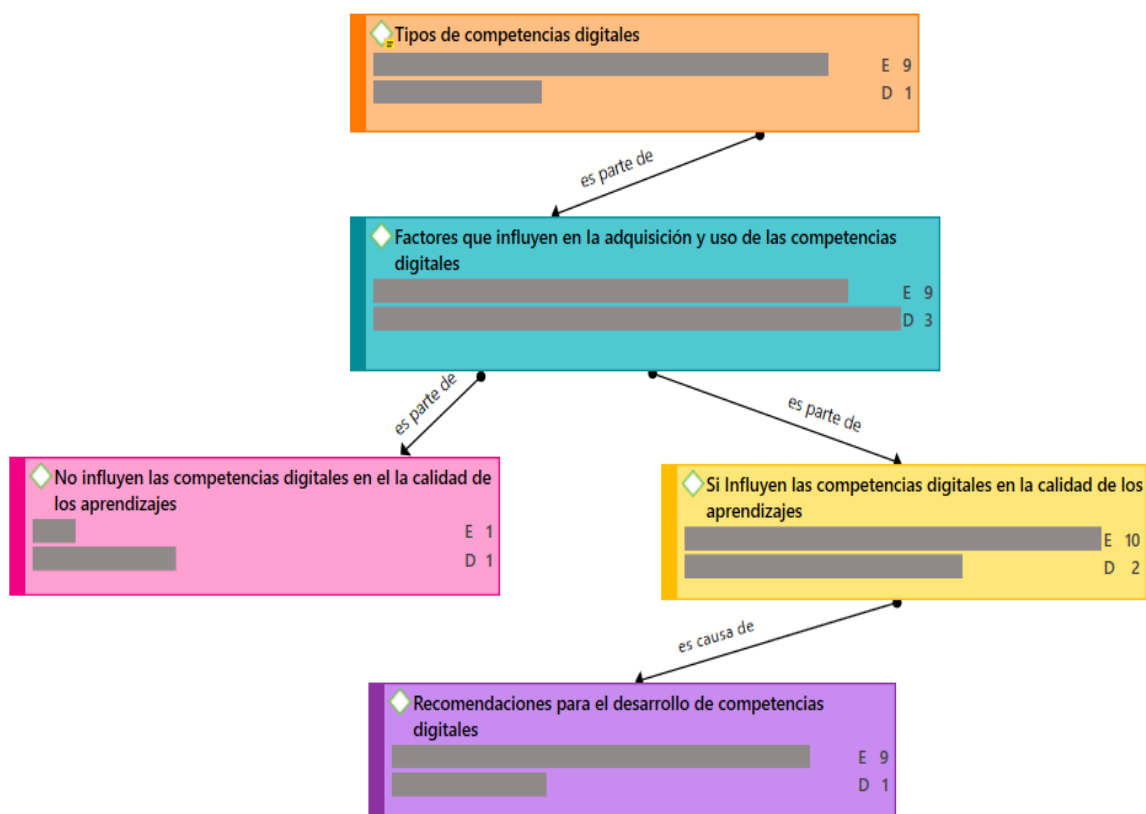 Tipos de competencias digitales
E 9
D 1
es parte de
Factores que influyen en la adquisición y uso de las competencias
digitales
E 9
D 3
es parte de
es parte de
No influyen las competencias digitales en el la calidad de
los aprendizajes
E 1
D 1
Si Influyen las competencias digitales en la calidad de los
aprendizajes
E 10
D 2
es causa de
Recomendaciones para el desarrollo de competencias
digitales
E 9
D 1